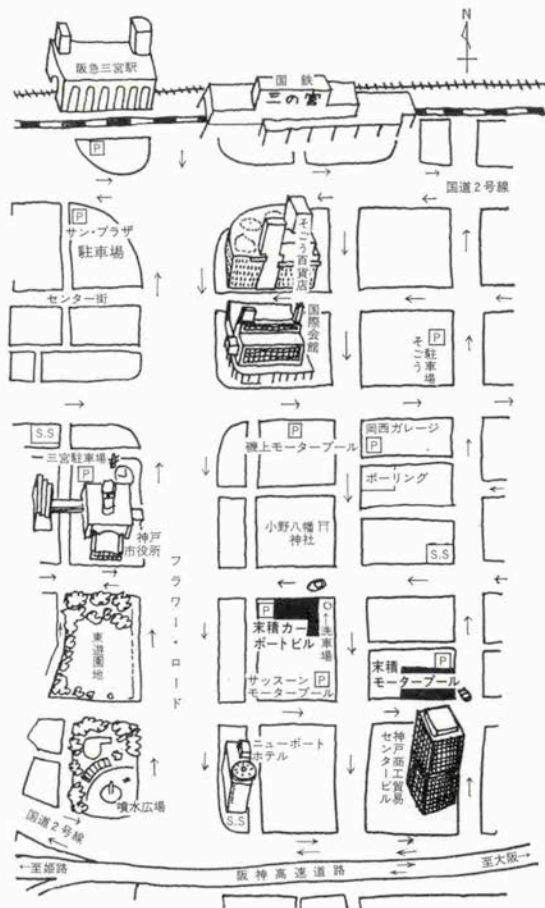 N
阪急三宮駅
国鉄
三の宮
P
国道2号線
P
サン・プラザ
駐車場
そごう百貨店
センター街
国際会館
P
そごう
駐車場
S.S
三宮駐車場
P
P
磯上モータープール
岡西ガレージ
P
ボーリング
神戸
市役所
小野八幡
神社
S.S
フラワー・ロード
東遊園地
P
末積カー
ポートビル
←洗車場
サッスーン P
モータープール
P
末積
モータープール
ニューポート
ホテル
S.S
神戸商工貿易
センタービル
噴水広場
国道2号線
←至姫路
阪神高速道路
至大阪→